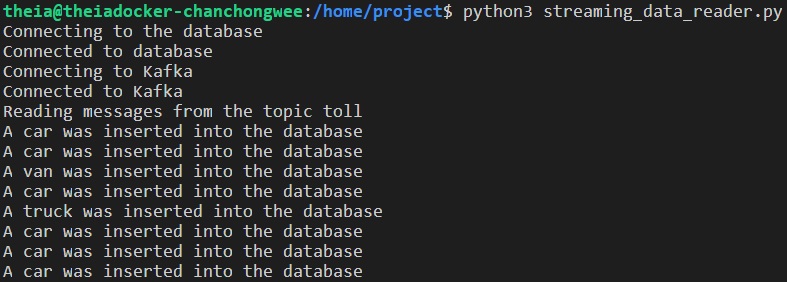 theia@theiadocker-chanchongwee:/home/project$ python3 streaming_data_reader.py
Connecting to the database
Connected to database
Connecting to Kafka
Connected to Kafka
Reading messages from the topic toll
A car was inserted into the database
A car was inserted into the database
A van was inserted into the database
A car was inserted into the database
A truck was inserted into the database
A car was inserted into the database
A car was inserted into the database
A car was inserted into the database